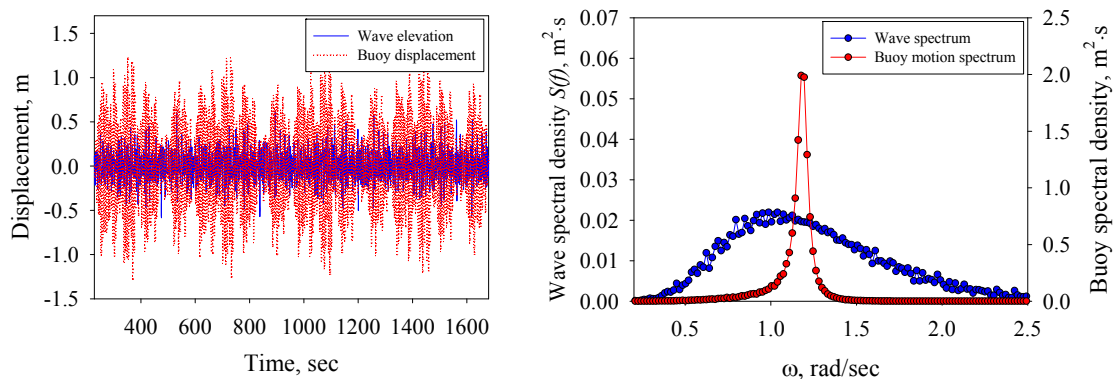 Displacement, m
1.5
1.0
0.5
0.0
-0.5
-1.0
-1.5
Wave elevation
Buoy displacement
400 600 800 1000 1200 1400 1600
Time, sec
Wave spectral density S(f), m²·s
0.07
0.06
0.05
0.04
0.03
0.02
0.01
0.00
Wave spectrum
Buoy motion spectrum
2.5
2.0
1.5
1.0
0.5
0.0
Buoy spectral density, m²·s
0.5 1.0 1.5 2.0 2.5
ω, rad/sec